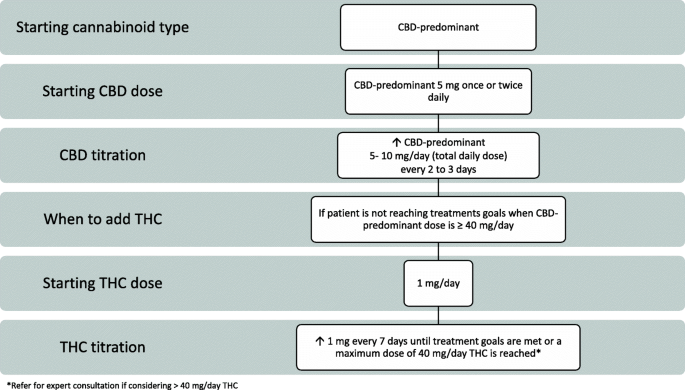 Starting cannabinoid type
CBD-predominant
Starting CBD dose
CBD-predominant 5 mg once or twice
daily
CBD titration
↑ CBD-predominant
5- 10 mg/day (total daily dose)
every 2 to 3 days
When to add THC
If patient is not reaching treatments goals when CBD-
predominant dose is ≥ 40 mg/day
Starting THC dose
1 mg/day
THC titration
↑ 1 mg every 7 days until treatment goals are met or a
maximum dose of 40 mg/day THC is reached*
*Refer for expert consultation if considering > 40 mg/day THC